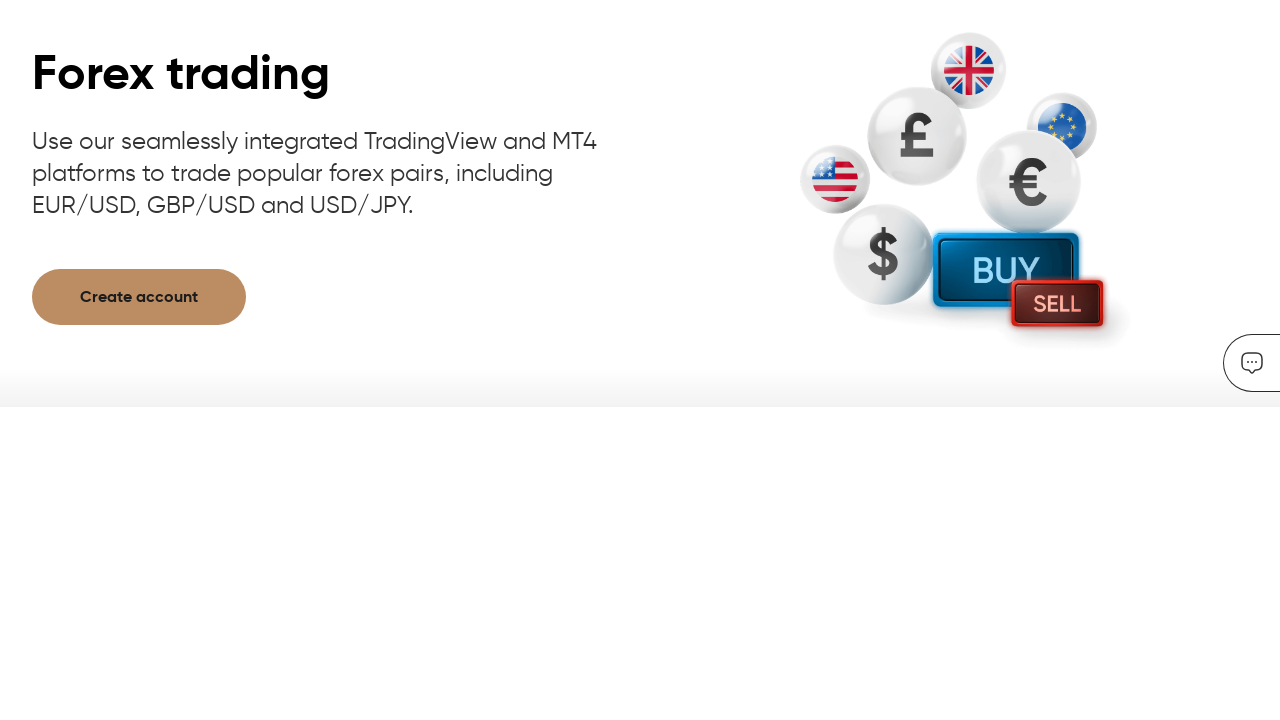 Forex trading
Use our seamlessly integrated TradingView and MT4
platforms to trade popular forex pairs, including
EUR/USD, GBP/USD and USD/JPY.
Create account
£
€
$
BUY
SELL